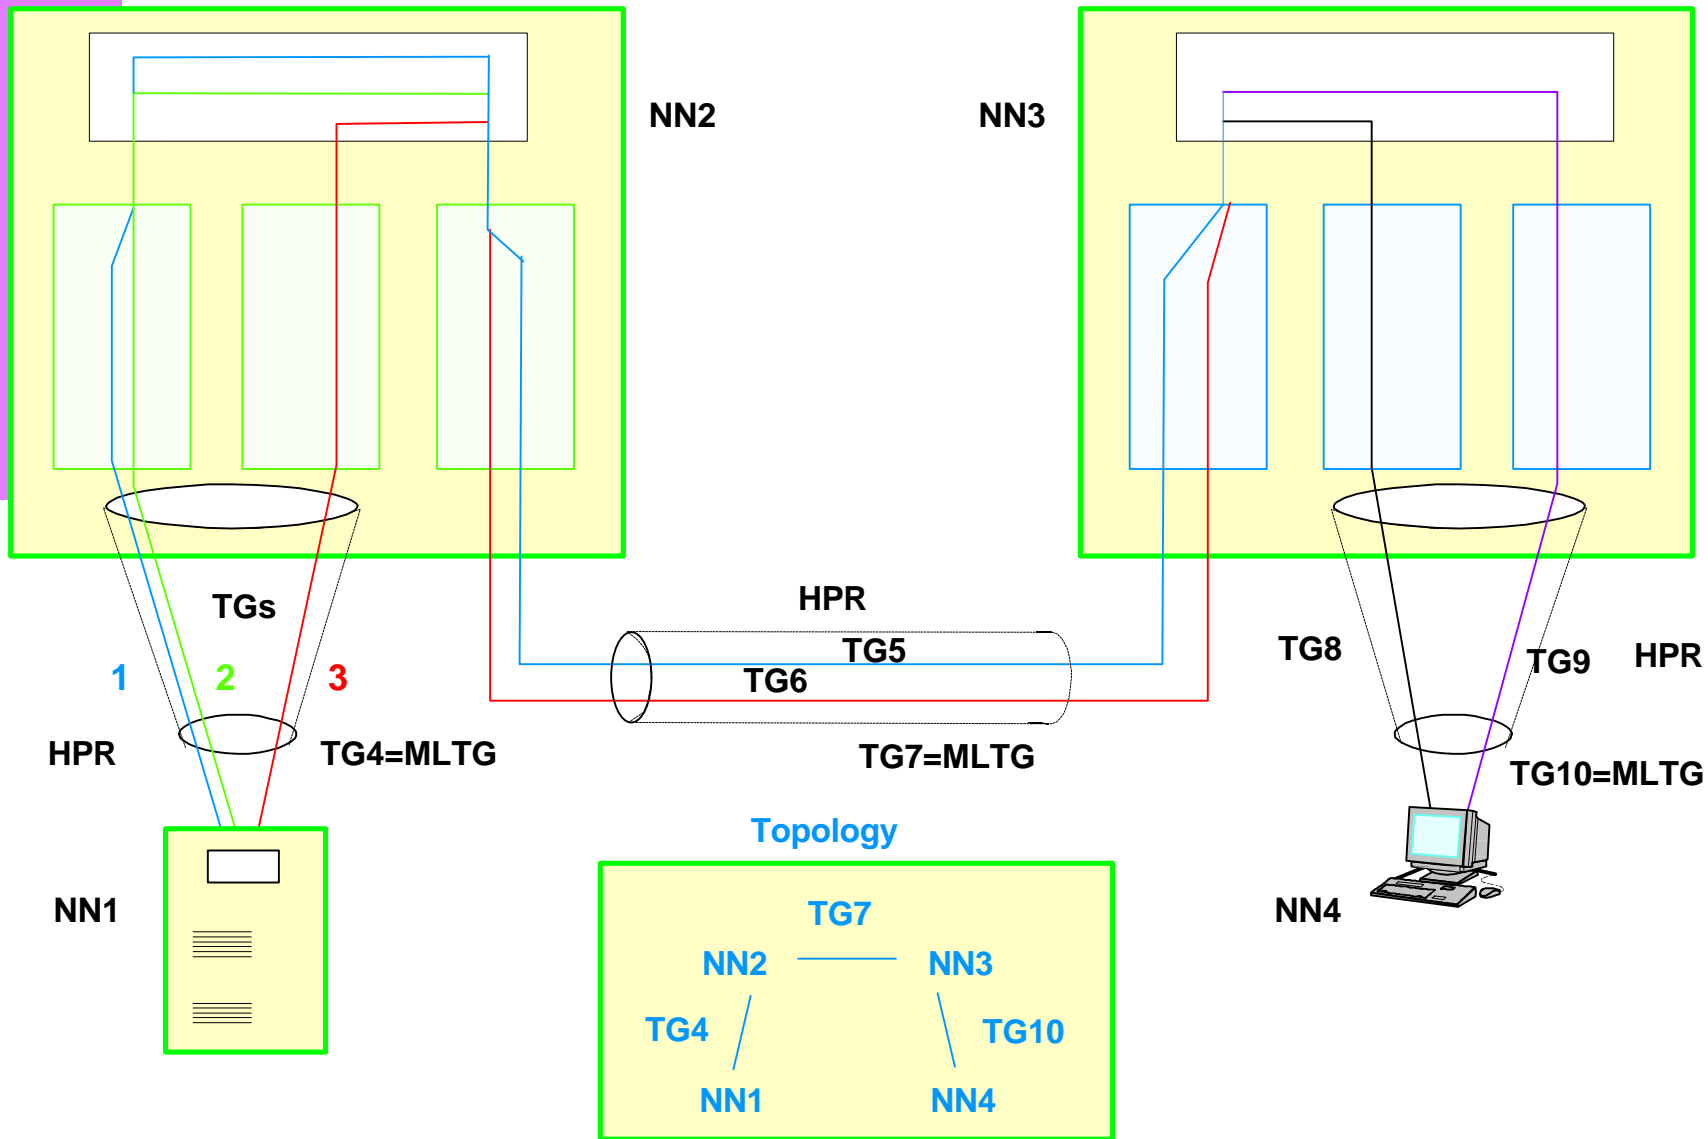 NN2
NN3
TGs
1 2 3
HPR
TG4=MLTG
NN1
HPR
TG5
TG6
TG7=MLTG
TG8
TG9
HPR
TG10=MLTG
NN4
Topology
TG7
NN2 NN3
TG4 TG10
NN1 NN4